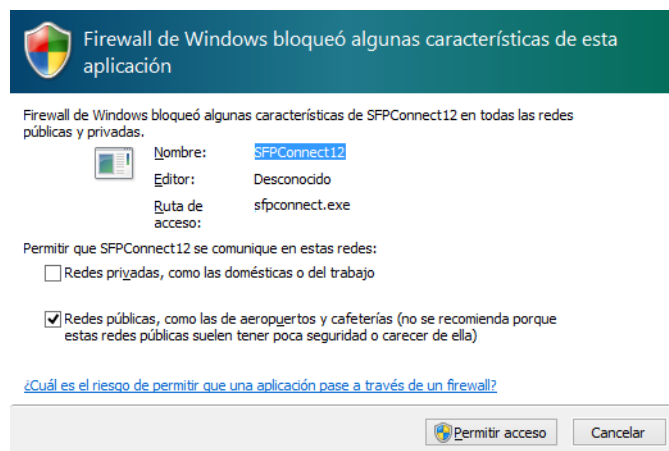 Firewall de Windows bloqueó algunas características de esta
aplicación
Firewall de Windows bloqueó algunas características de SFPConnect12 en todas las redes
públicas y privadas.
Nombre: SFPConnect12
Editor: Desconocido
Ruta de acceso: sfpconnect.exe
Permitir que SFPConnect12 se comunique en estas redes:
Redes privadas, como las domésticas o del trabajo
Redes públicas, como las de aeropuertos y cafeterías (no se recomienda porque
estas redes públicas suelen tener poca seguridad o carecer de ella)
¿Cuál es el riesgo de permitir que una aplicación pase a través de un firewall?
Permitir acceso Cancelar